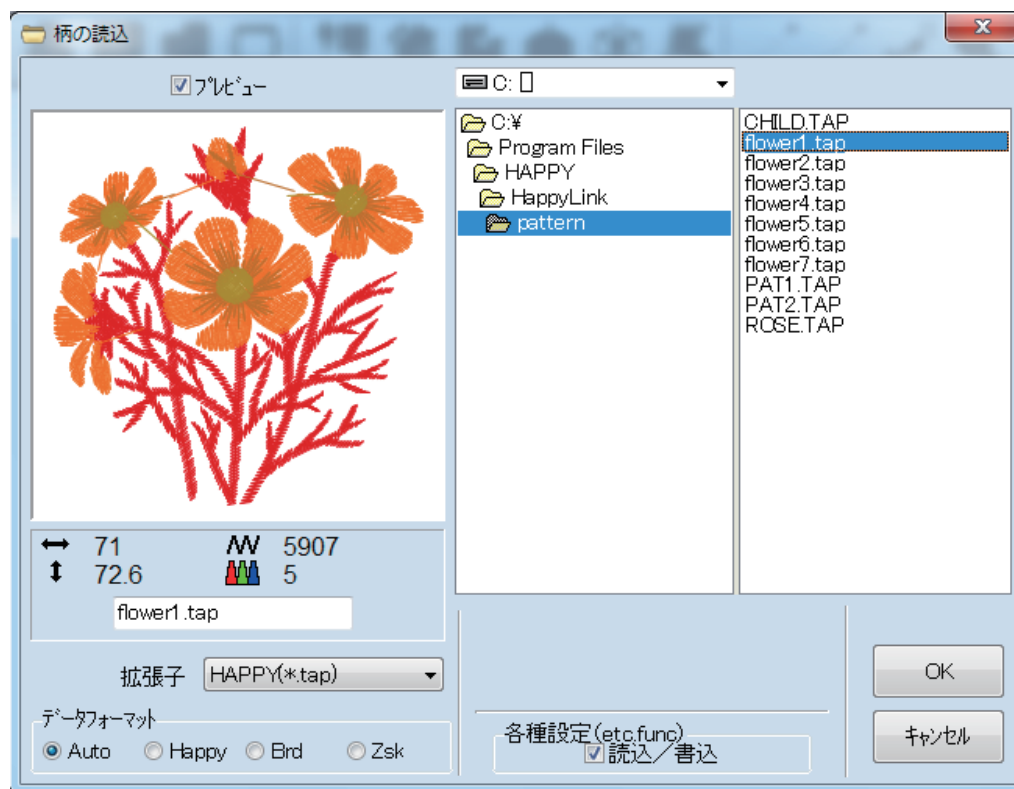 柄の読込
プレビュー
C:
C:¥
Program Files
HAPPY
HappyLink
pattern
CHILD.TAP
flower1.tap
flower2.tap
flower3.tap
flower4.tap
flower5.tap
flower6.tap
flower7.tap
PAT1.TAP
PAT2.TAP
ROSE.TAP
71
5907
72.6
5
flower1.tap
拡張子
HAPPY(*.tap)
データフォーマット
Auto
Happy
Brd
Zsk
各種設定(etc.func)
読込／書込
OK
キャンセル